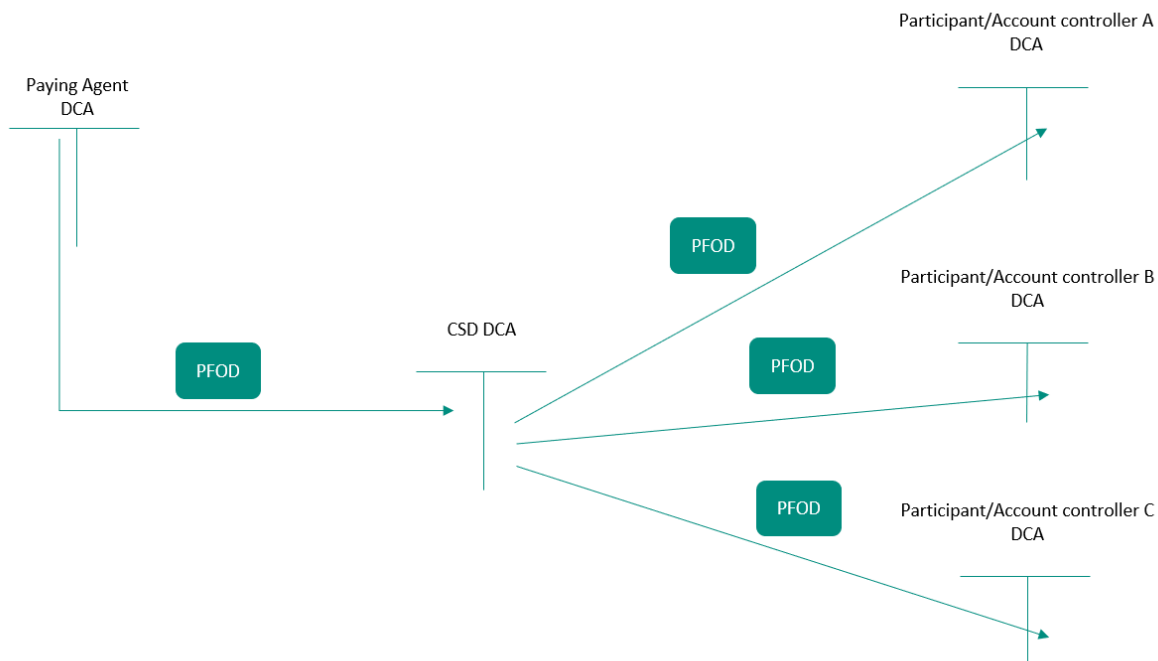 Participant/Account controller A
DCA
Paying Agent
DCA
PFOD
Participant/Account controller B
DCA
CSD DCA
PFOD
PFOD
Participant/Account controller C
DCA
PFOD